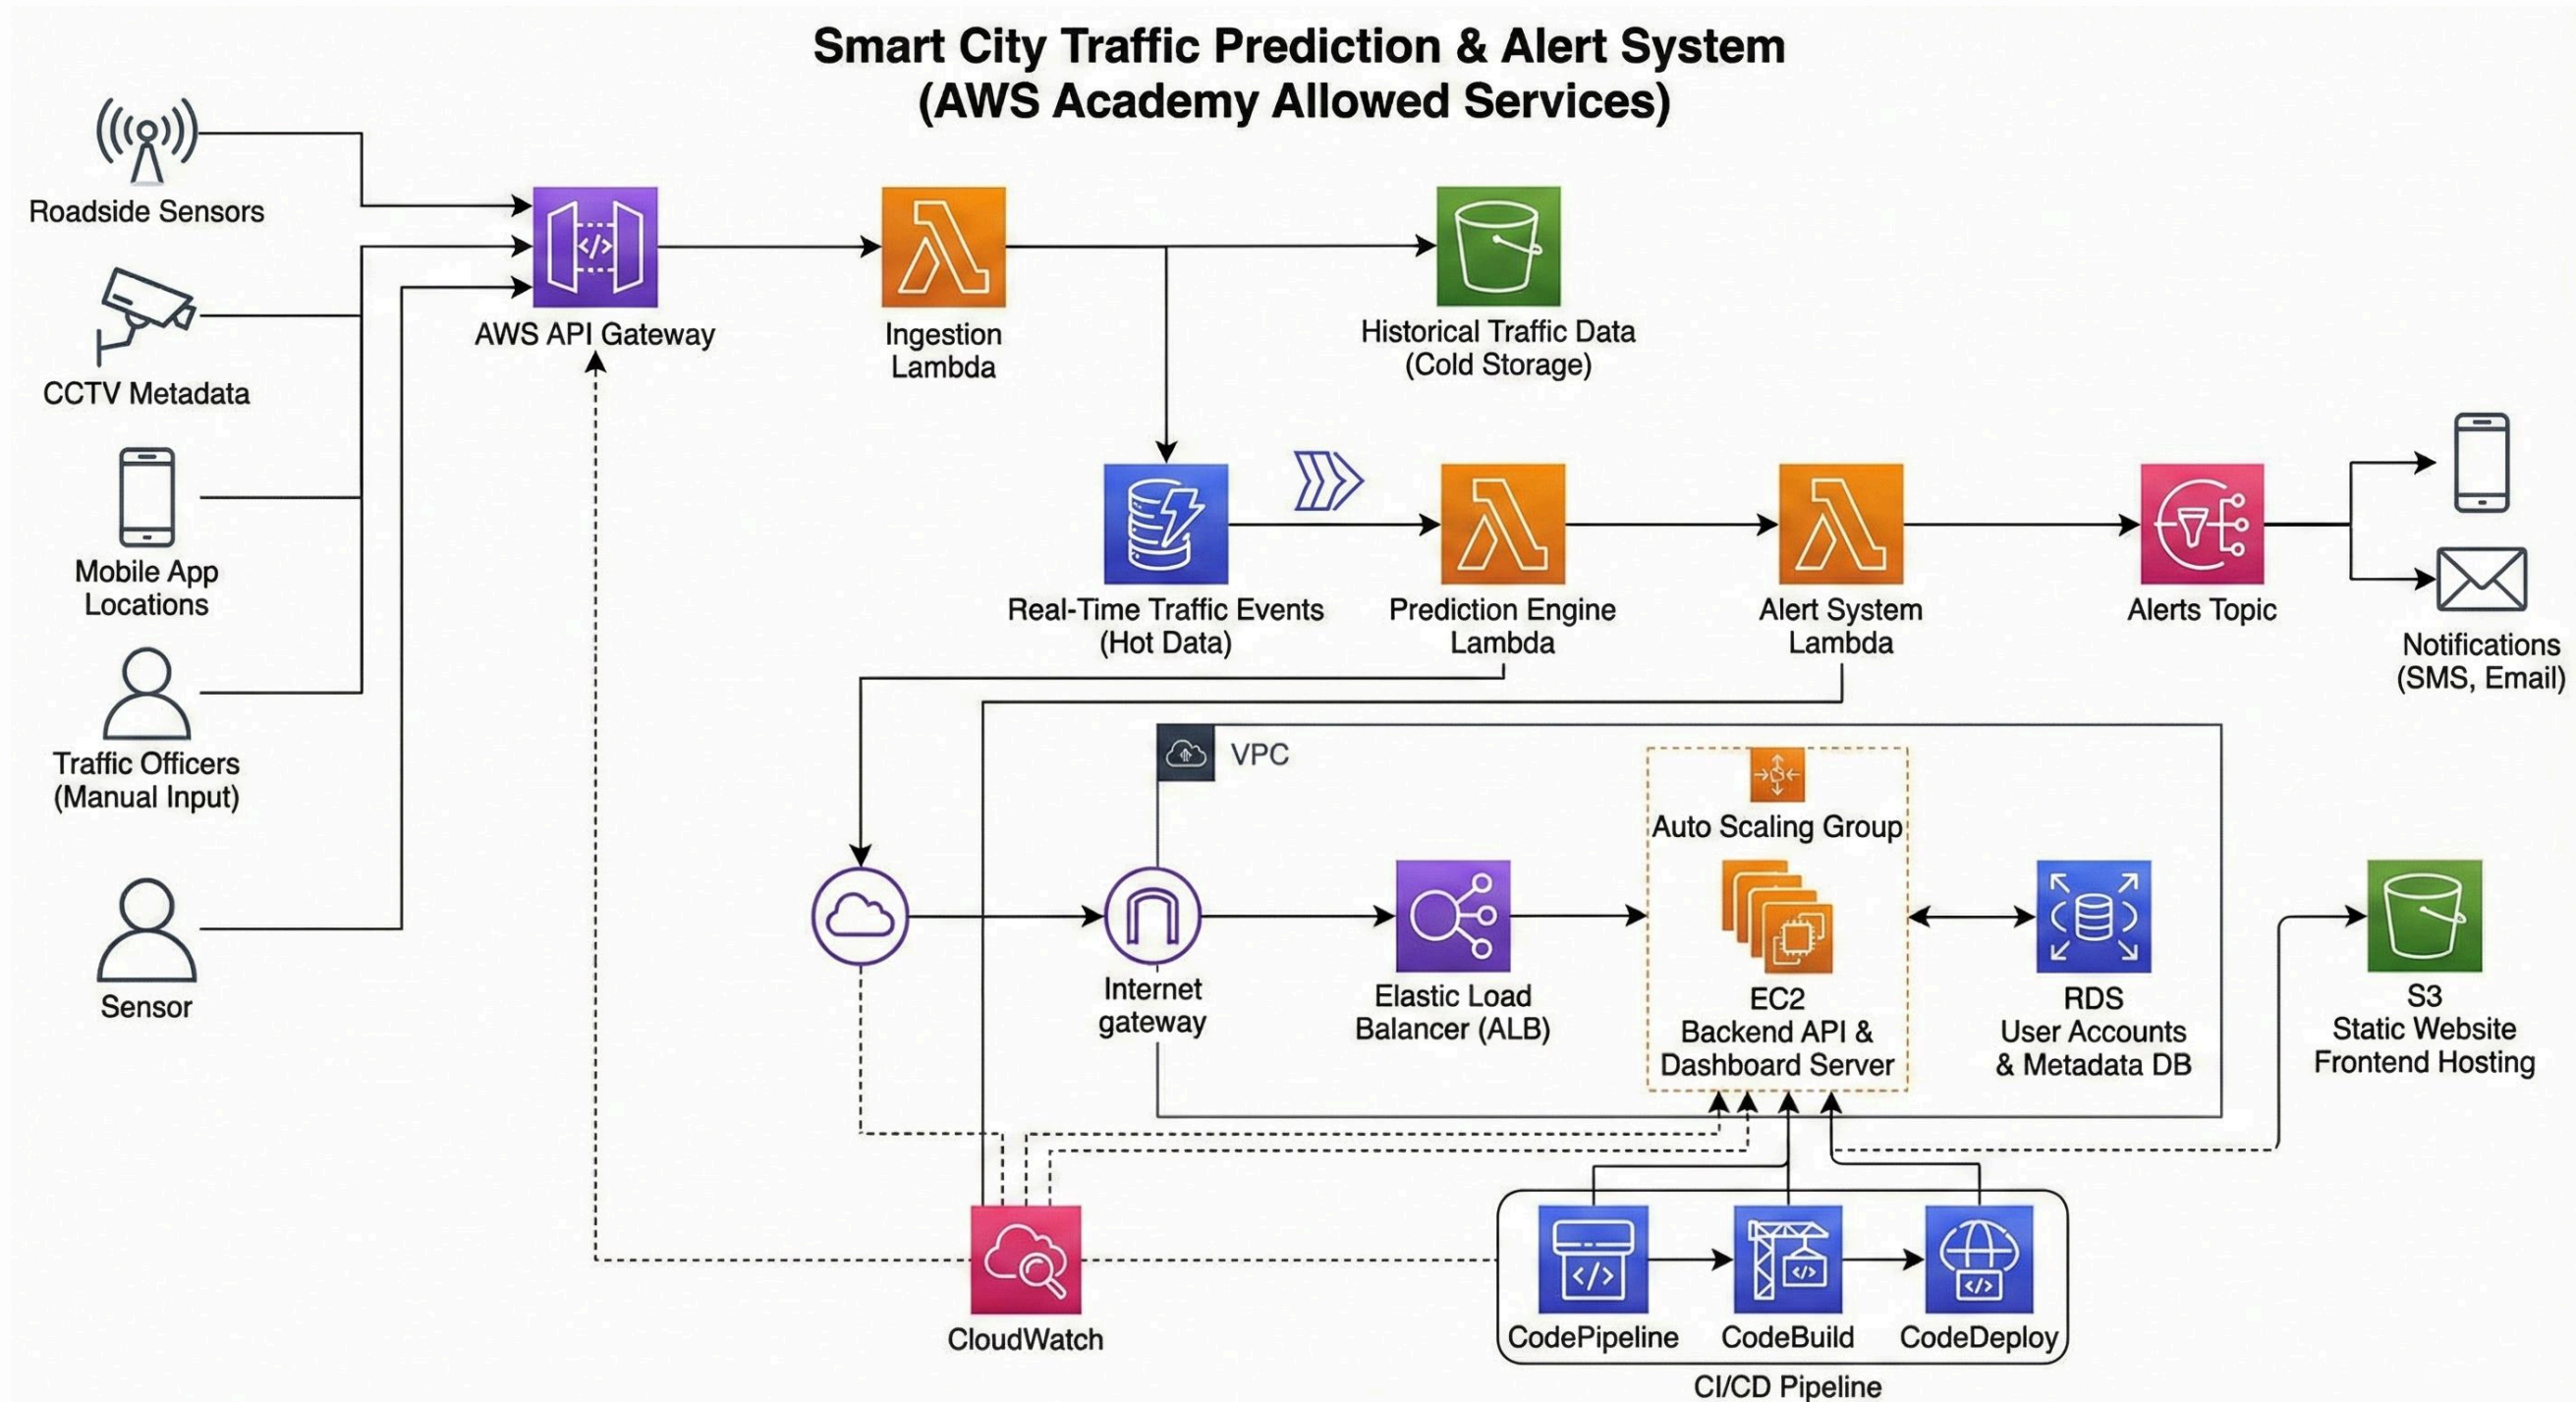 Smart City Traffic Prediction & Alert System
(AWS Academy Allowed Services)
Roadside Sensors
CCTV Metadata
Mobile App
Locations
Traffic Officers
(Manual Input)
Sensor
AWS API Gateway
Ingestion
Lambda
Historical Traffic Data
(Cold Storage)
Real-Time Traffic Events
(Hot Data)
Prediction Engine
Lambda
Alert System
Lambda
Alerts Topic
Notifications
(SMS, Email)
VPC
Auto Scaling Group
Internet
gateway
Elastic Load
Balancer (ALB)
EC2
Backend API &
Dashboard Server
RDS
User Accounts
& Metadata DB
S3
Static Website
Frontend Hosting
CloudWatch
CodePipeline
CodeBuild
CodeDeploy
CI/CD Pipeline